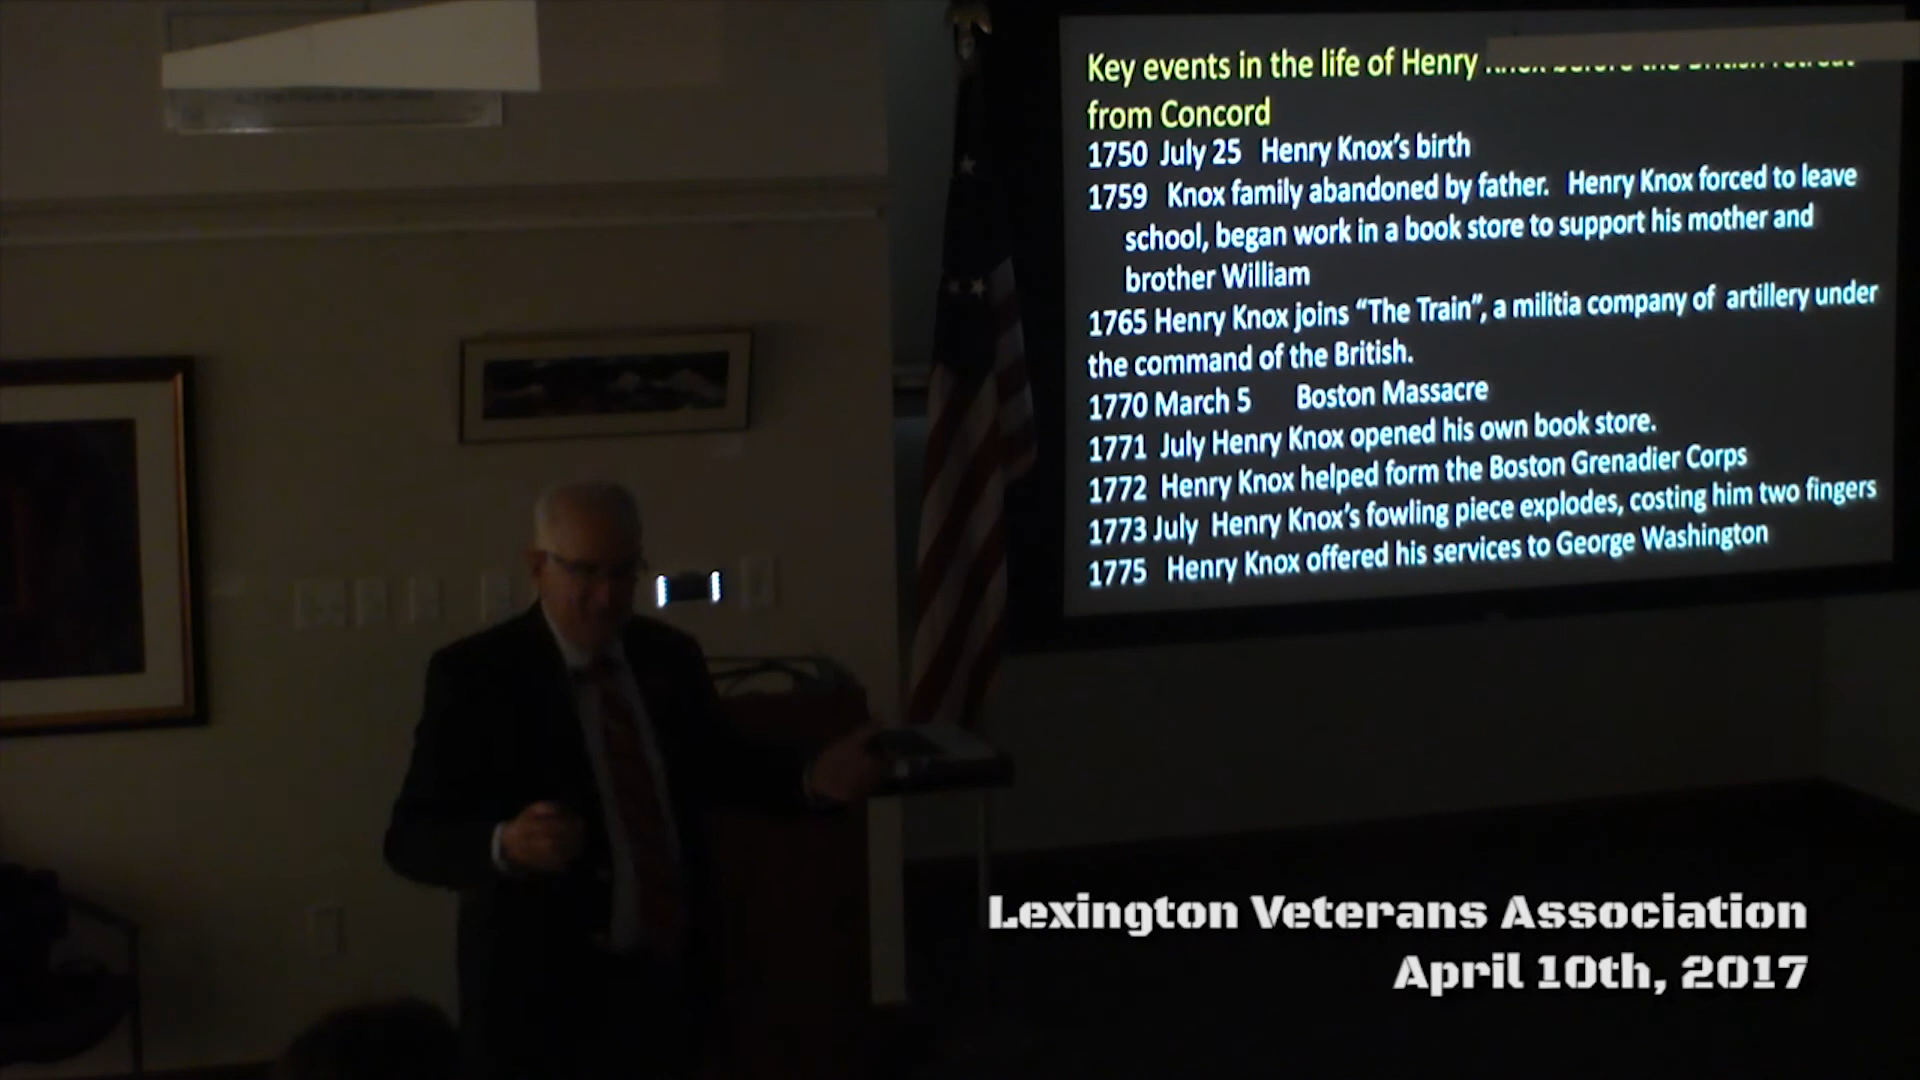 Key events in the life of Henry
from Concord
1750 July 25 Henry Knox's birth
1759 Knox family abandoned by father. Henry Knox forced to leave
school, began work in a book store to support his mother and
brother William
1765 Henry Knox joins “The Train”, a militia company of artillery under
the command of the British.
1770 March 5 Boston Massacre
1771 July Henry Knox opened his own book store.
1772 Henry Knox helped form the Boston Grenadier Corps
1773 July Henry Knox's fowling piece explodes, costing him two fingers
1775 Henry Knox offered his services to George Washington
Lexington Veterans Association
April 10th, 2017